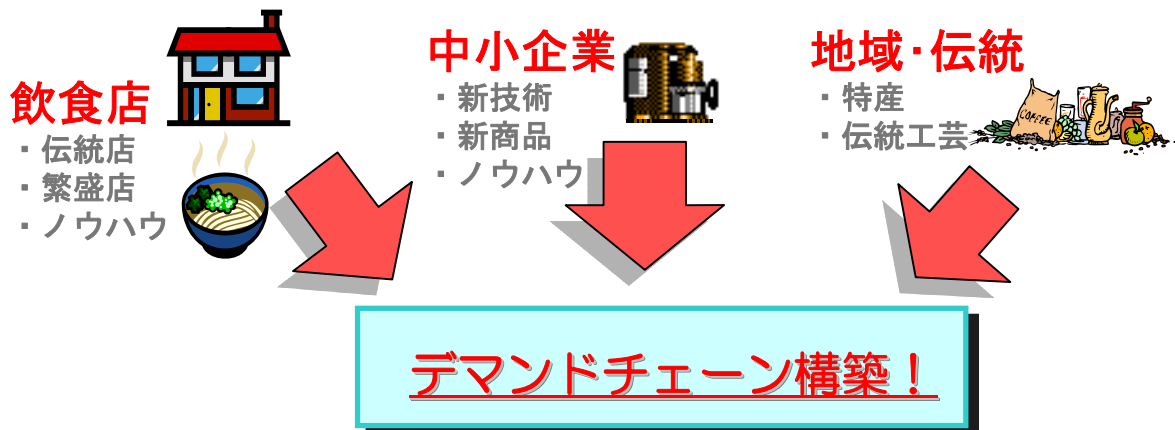 飲食店
・伝統店
・繁盛店
・ノウハウ
中小企業
・新技術
・新商品
・ノウハウ
地域・伝統
・特産
・伝統工芸
COFFEE
デマンドチェーン構築！